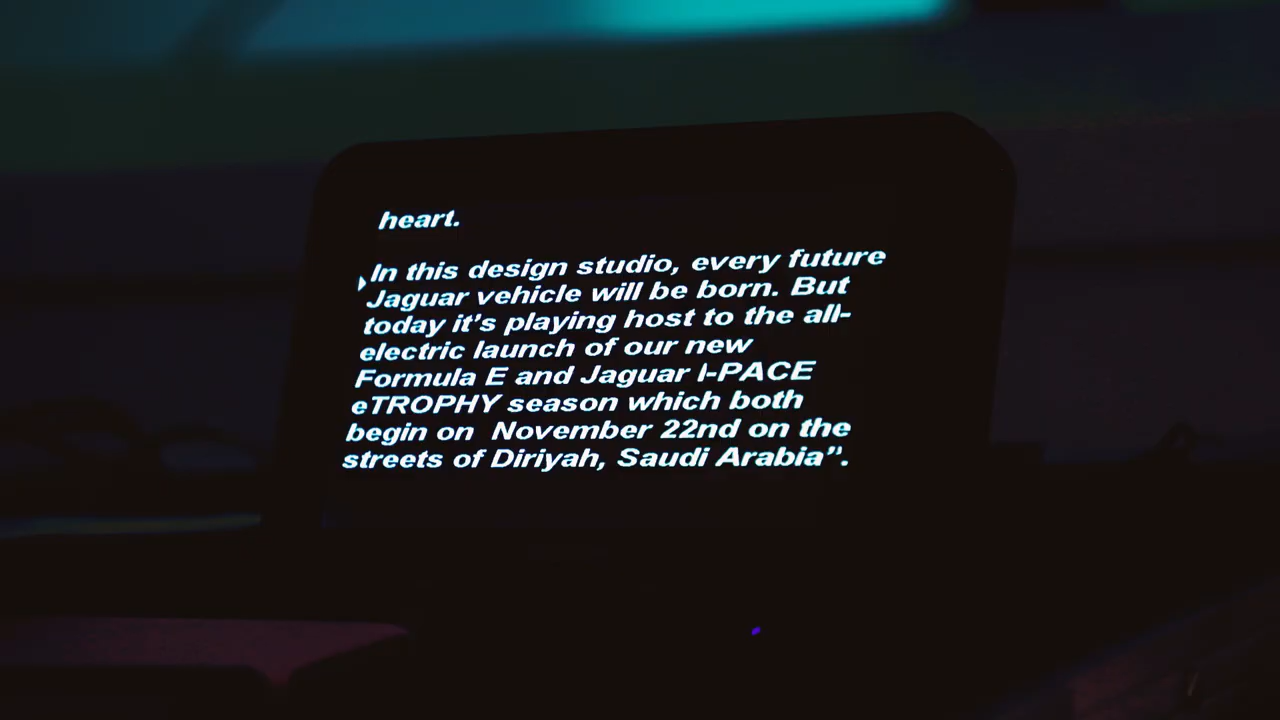 heart.
In this design studio, every future
Jaguar vehicle will be born. But
today it's playing host to the all-
electric launch of our new
Formula E and Jaguar I-PACE
eTROPHY season which both
begin on  November 22nd on the
streets of Diriyah, Saudi Arabia”.